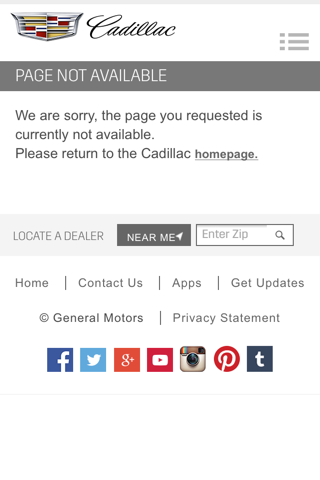 Cadillac
PAGE NOT AVAILABLE
We are sorry, the page you requested is
currently not available.
Please return to the Cadillac homepage.
LOCATE A DEALER NEAR ME Enter Zip
Home Contact Us Apps Get Updates
© General Motors Privacy Statement